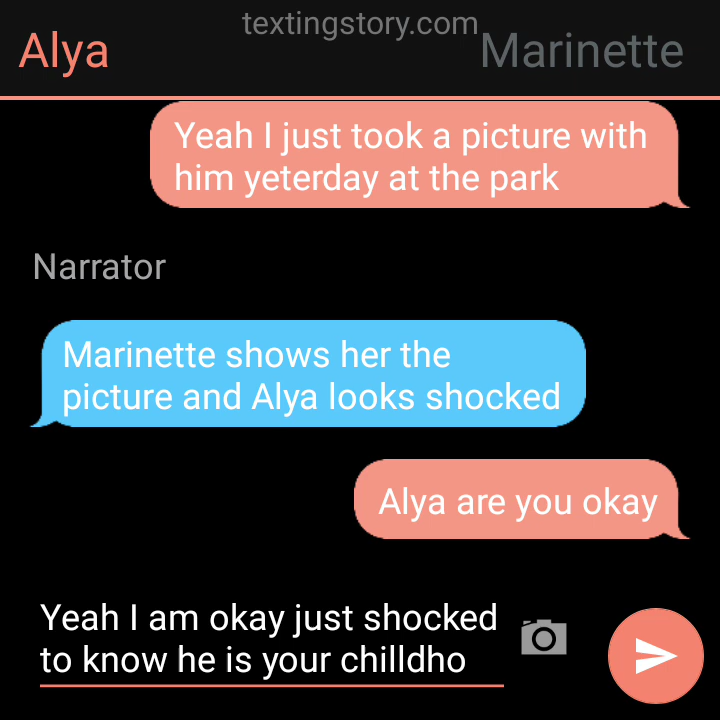 textingstory.com
Alya
Marinette
Yeah I just took a picture with
him yeterday at the park
Narrator
Marinette shows her the
picture and Alya looks shocked
Alya are you okay
Yeah I am okay just shocked
to know he is your chilldho